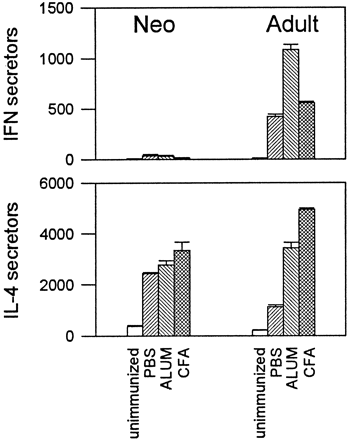 Neo Adult
IFN secretors
1500
1000
500
0
IL-4 secretors
6000
4000
2000
0
unimmunized
PBS
ALUM
CFA
unimmunized
PBS
ALUM
CFA